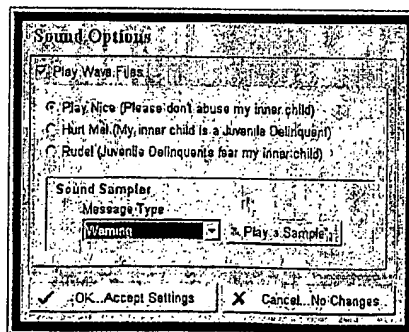 Sound Options
Play Wave Files
Play Nice (Please don't abuse my inner child)
Hurt Me! (My inner child is a Juvenile Delinquent)
Rude! (Juvenile Delinquents fear my inner child)
Sound Sampler
Message Type
Warning
Play a Sample
OK...Accept Settings
Cancel...No Changes